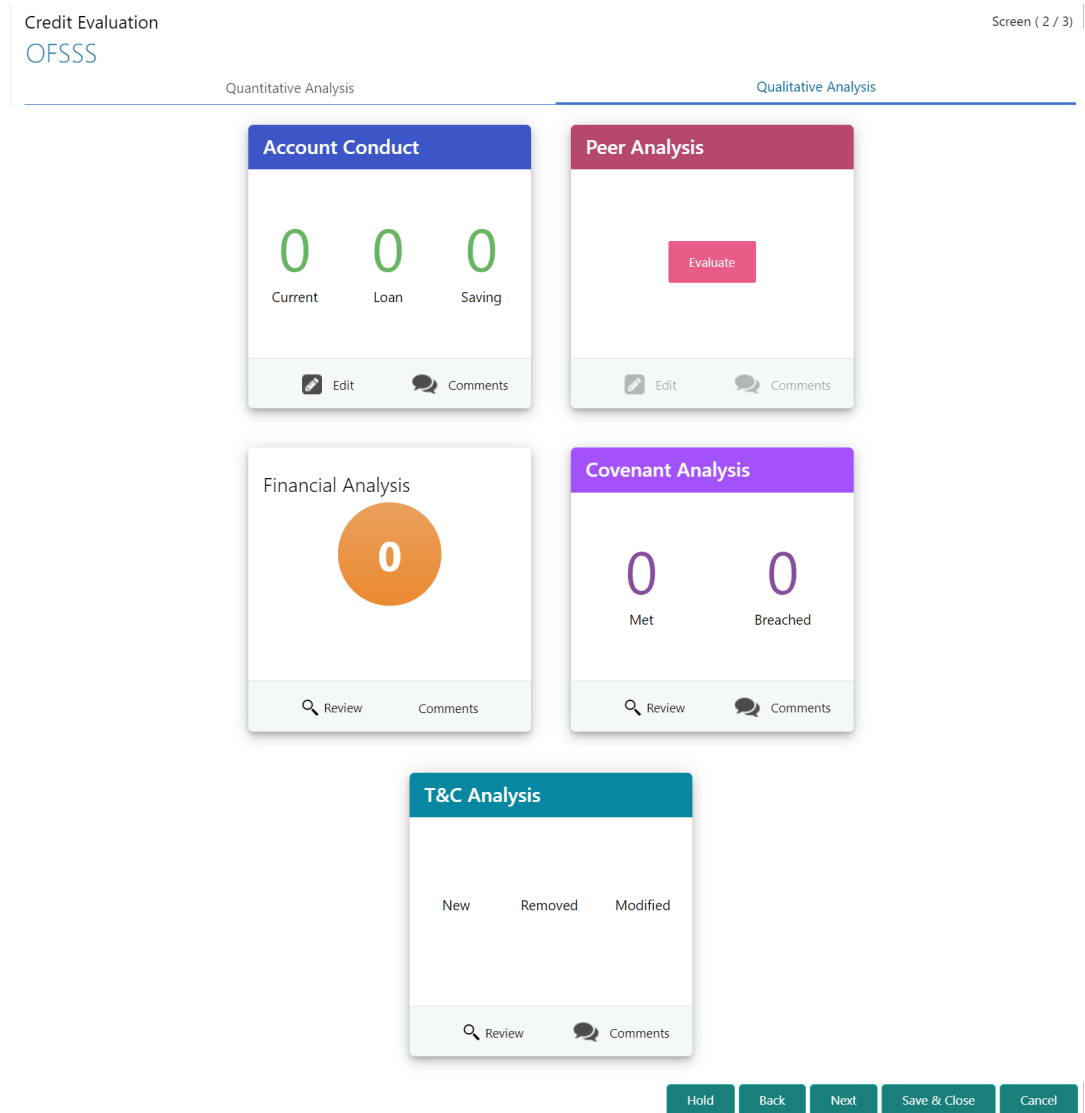 Credit Evaluation
Screen ( 2 / 3)
OFSSS
Quantitative Analysis
Qualitative Analysis
Account Conduct
0 0 0
Current Loan Saving
Edit Comments
Peer Analysis
Evaluate
Edit Comments
Financial Analysis
0
Review Comments
Covenant Analysis
0 0
Met Breached
Review Comments
T&C Analysis
New Removed Modified
Review Comments
Hold Back Next Save & Close Cancel